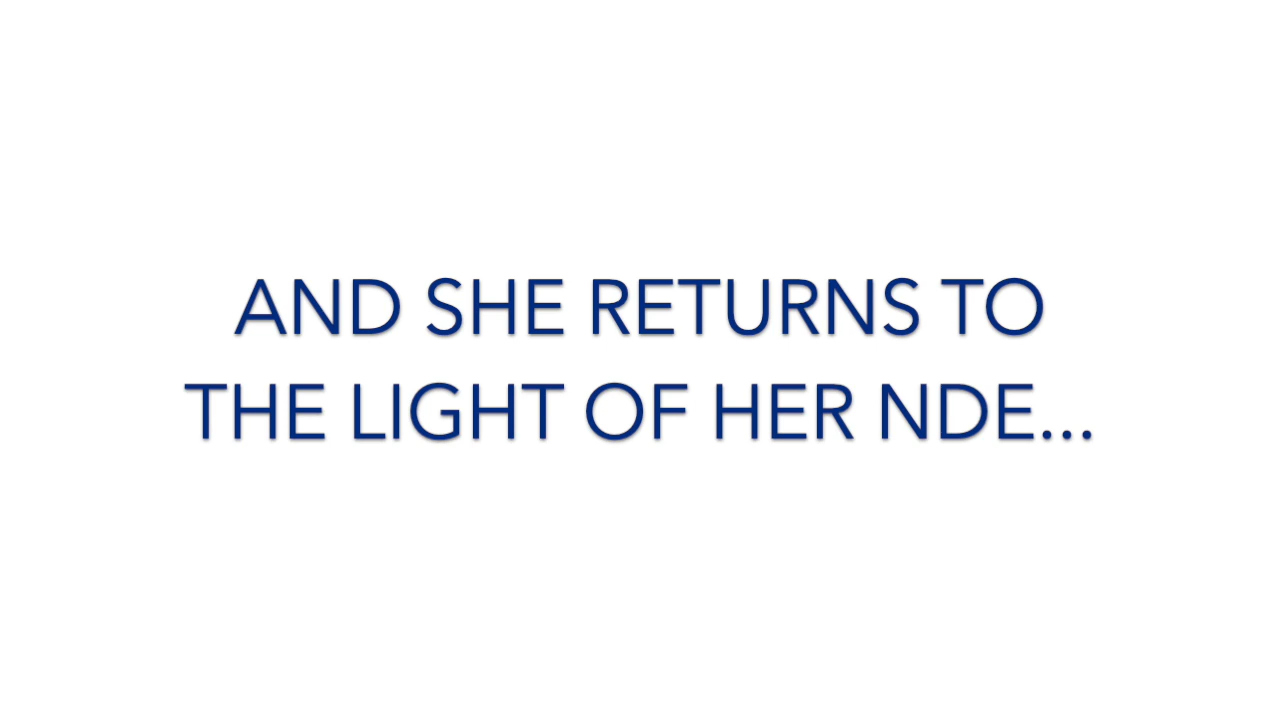 AND SHE RETURNS TO
THE LIGHT OF HER NDE...